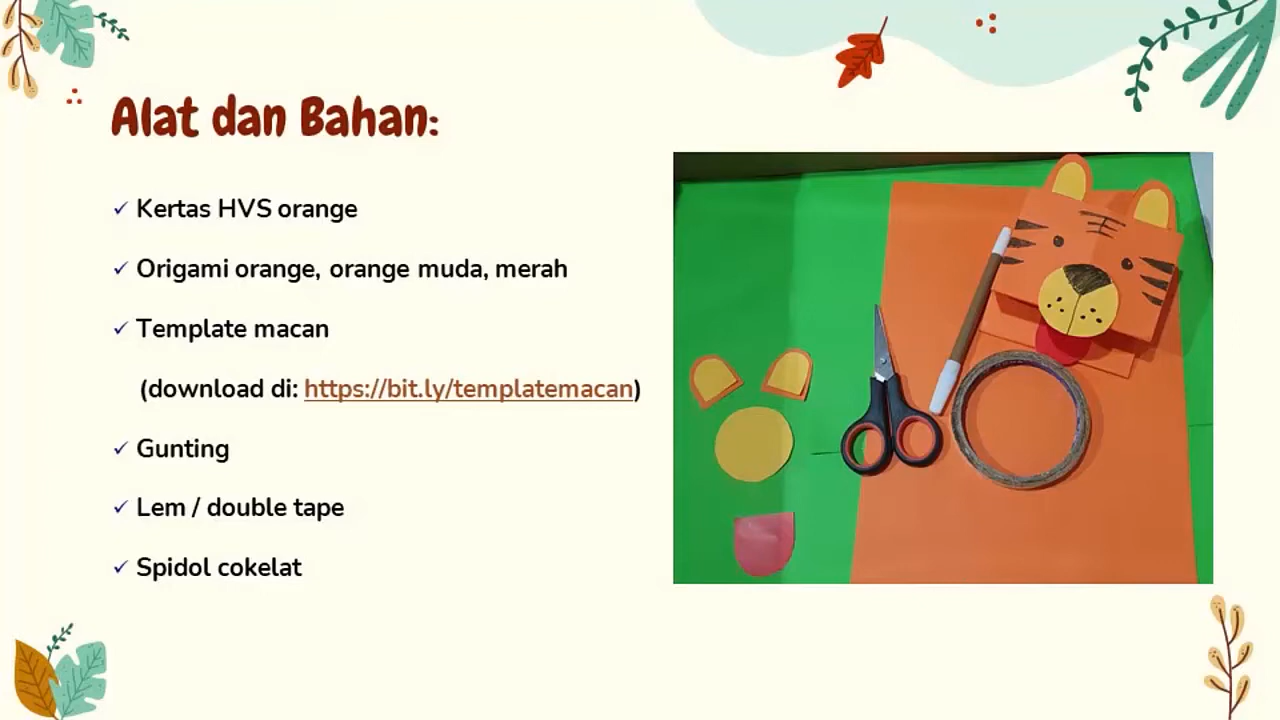 Alat dan Bahan:
✓ Kertas HVS orange
✓ Origami orange, orange muda, merah
✓ Template macan
(download di: https://bit.ly/templatemacan)
✓ Gunting
✓ Lem / double tape
✓ Spidol cokelat